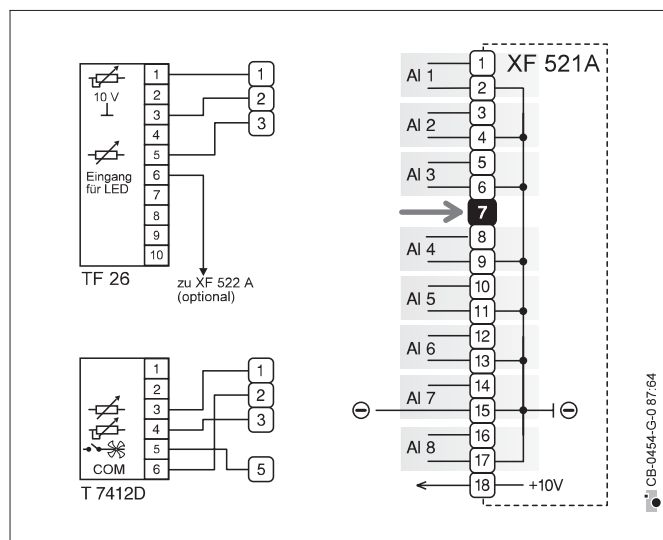 1
2
3
4
5
6
7
8
9
10
10 V
Eingang
für LED
TF 26
1
2
3
zu XF 522 A
(optional)
1
2
3
4
5
6
COM
T 7412D
1
2
3
5
XF 521A
AI 1
AI 2
AI 3
AI 4
AI 5
AI 6
AI 7
AI 8
1
2
3
4
5
6
7
8
9
10
11
12
13
14
15
16
17
18
+10V
CB-0454-G-0 87:64